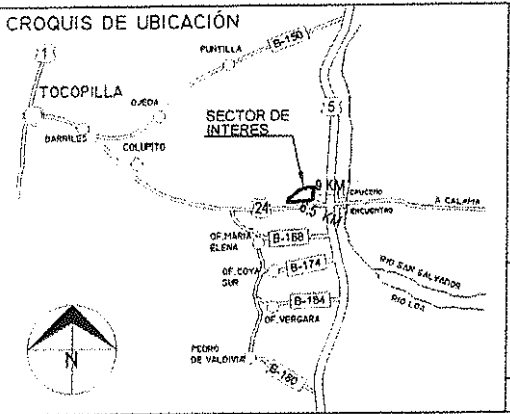 CROQUIS DE UBICACIÓN
1
PUNTILLA
B-150
TOCOPILLA
OJEDA
BARRILES
COLUPITO
SECTOR DE
INTERES
5
9 KM
CRUCERO
24
6.5 KM
ENCUENTRO
A CALAMA
OF.MARIA
ELENA
B-168
OF.COYA
SUR
B-174
RIO SAN SALVADOR
B-184
RIO LOA
OF.VERGARA
PEDRO
DE VALDIVIA
B-180
N